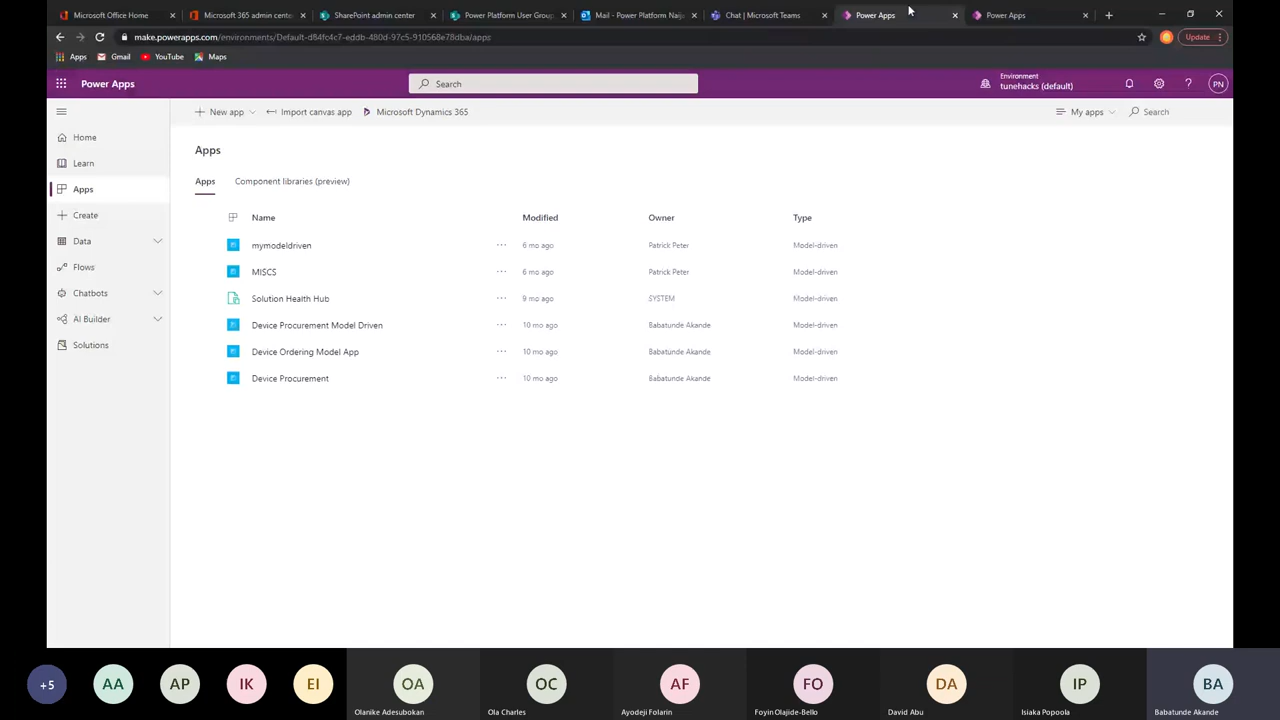 Microsoft Office Home
Microsoft 365 admin cente
SharePoint admin center
Power Platform User Group
Mail - Power Platform Naija
Chat | Microsoft Teams
Power Apps
Power Apps
make.powerapps.com/environments/Default-d84fc4c7-eddb-480d-97c5-910568e78dba/apps
Update
Apps
Gmail
YouTube
Maps
Power Apps
Search
Environment
tunehacks (default)
?
PN
New app
Import canvas app
Microsoft Dynamics 365
My apps
Search
Home
Learn
Apps
Create
Data
Flows
Chatbots
AI Builder
Solutions
Apps
Apps
Component libraries (preview)
Name Modified Owner Type
mymodeldriven ... 6 mo ago Patrick Peter Model-driven
MISCS ... 6 mo ago Patrick Peter Model-driven
Solution Health Hub ... 9 mo ago SYSTEM Model-driven
Device Procurement Model Driven ... 10 mo ago Babatunde Akande Model-driven
Device Ordering Model App ... 10 mo ago Babatunde Akande Model-driven
Device Procurement ... 10 mo ago Babatunde Akande Model-driven
+5
AA
AP
IK
EI
OA
OC
AF
FO
DA
IP
BA
Olanike Adesubokan
Ola Charles
Ayodeji Folarin
Foyin Olajide-Bello
David Abu
Isiaka Popoola
Babatunde Akande